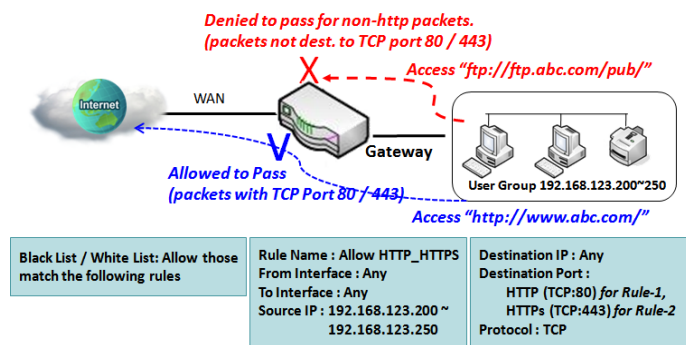 Denied to pass for non-http packets.
(packets not dest. to TCP port 80 / 443)
X
Access “ftp://ftp.abc.com/pub/”
Internet
WAN
Gateway
V
Allowed to Pass
(packets with TCP Port 80 / 443)
User Group 192.168.123.200~250
Access “http://www.abc.com/”
Black List / White List: Allow those
match the following rules
Rule Name : Allow HTTP_HTTPS
From Interface : Any
To Interface : Any
Source IP : 192.168.123.200 ~
192.168.123.250
Destination IP : Any
Destination Port :
HTTP (TCP:80) for Rule-1,
HTTPs (TCP:443) for Rule-2
Protocol : TCP